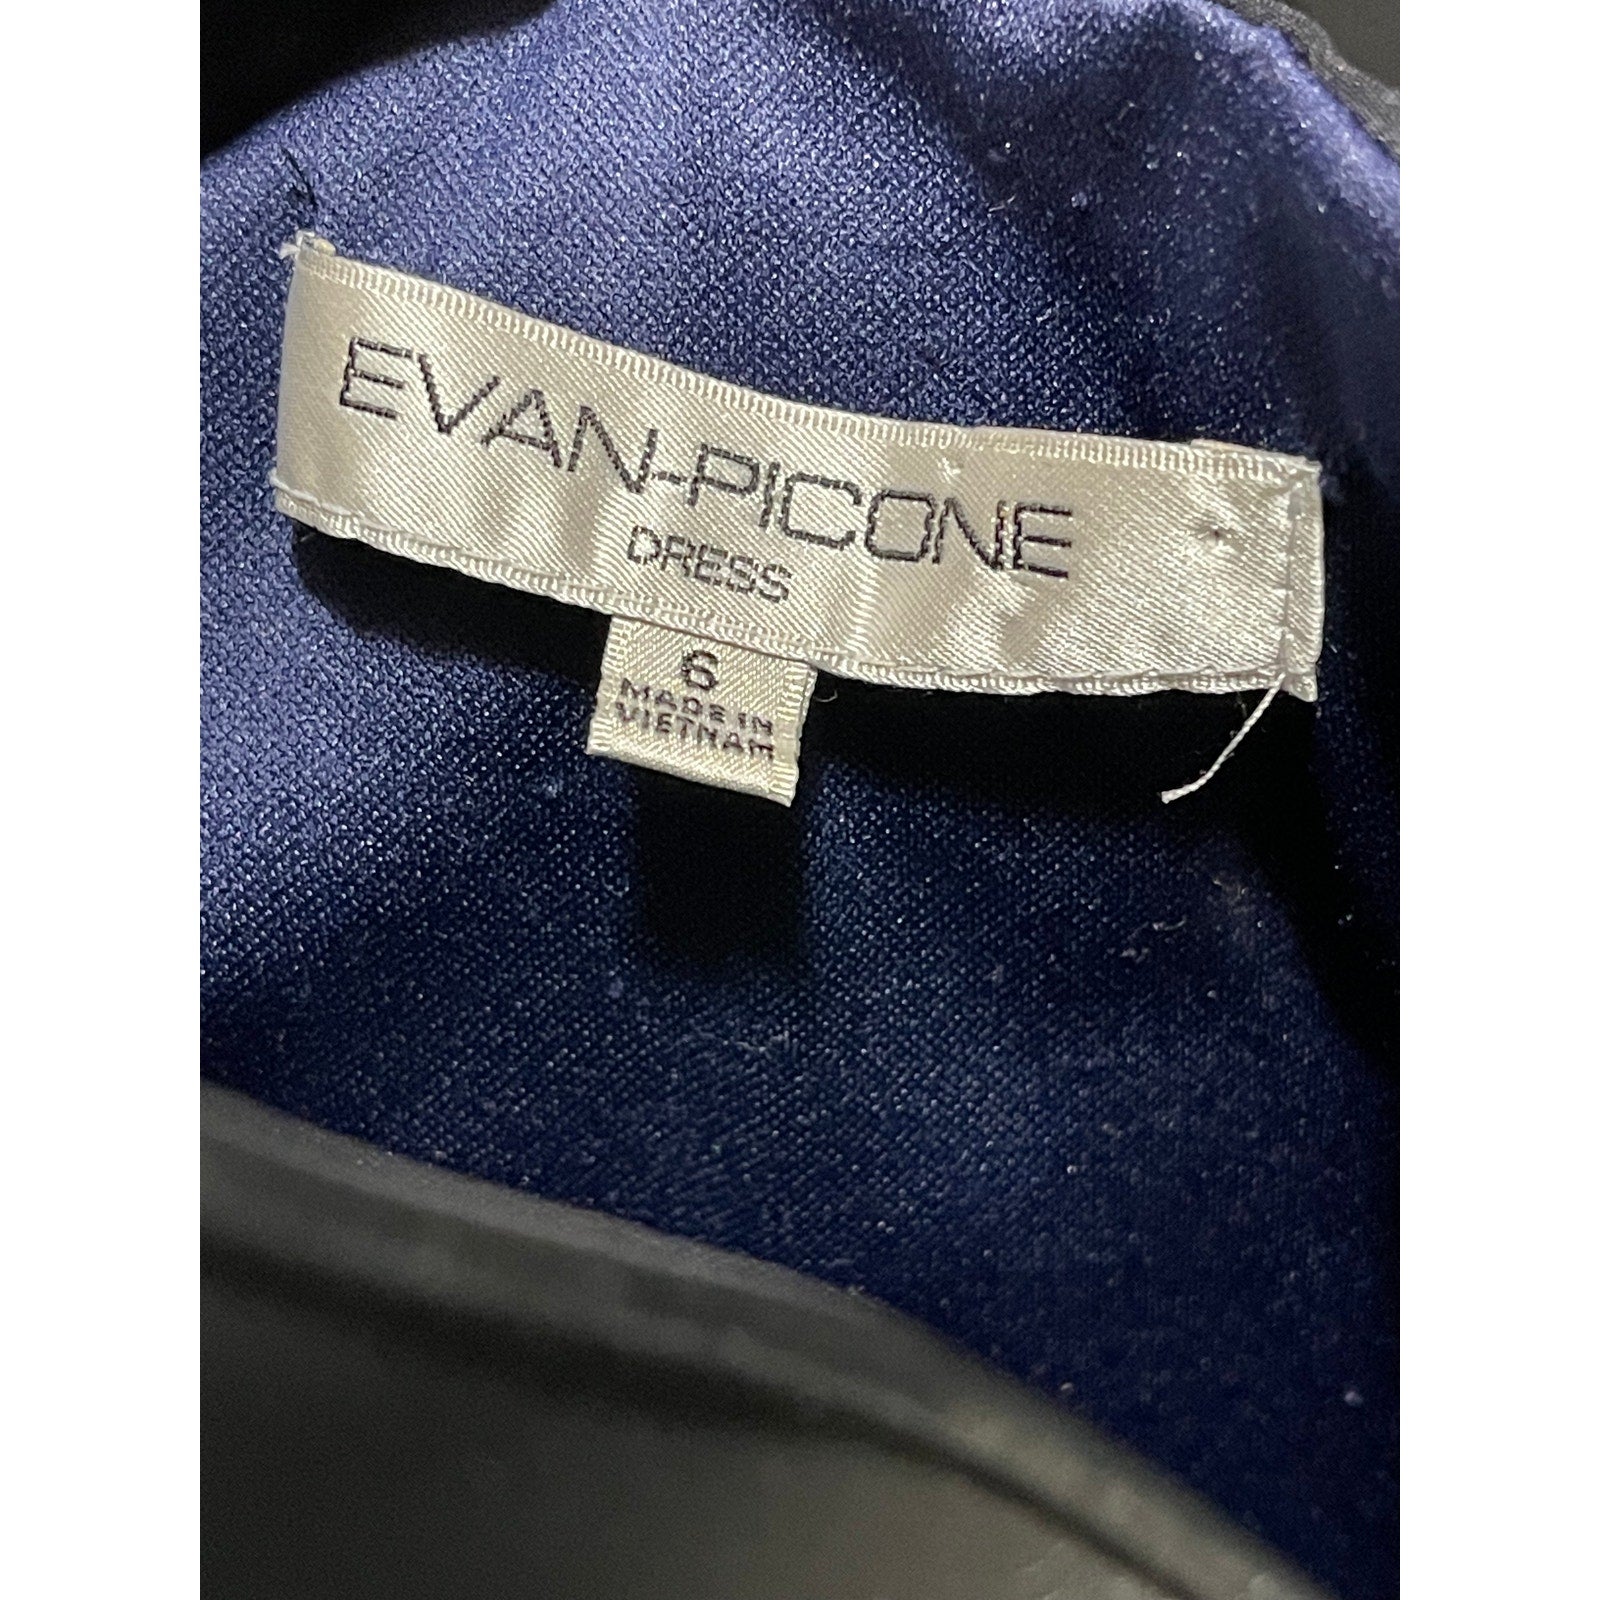 EVAN-PICONE
DRESS
6
MADE IN
VIETNAM